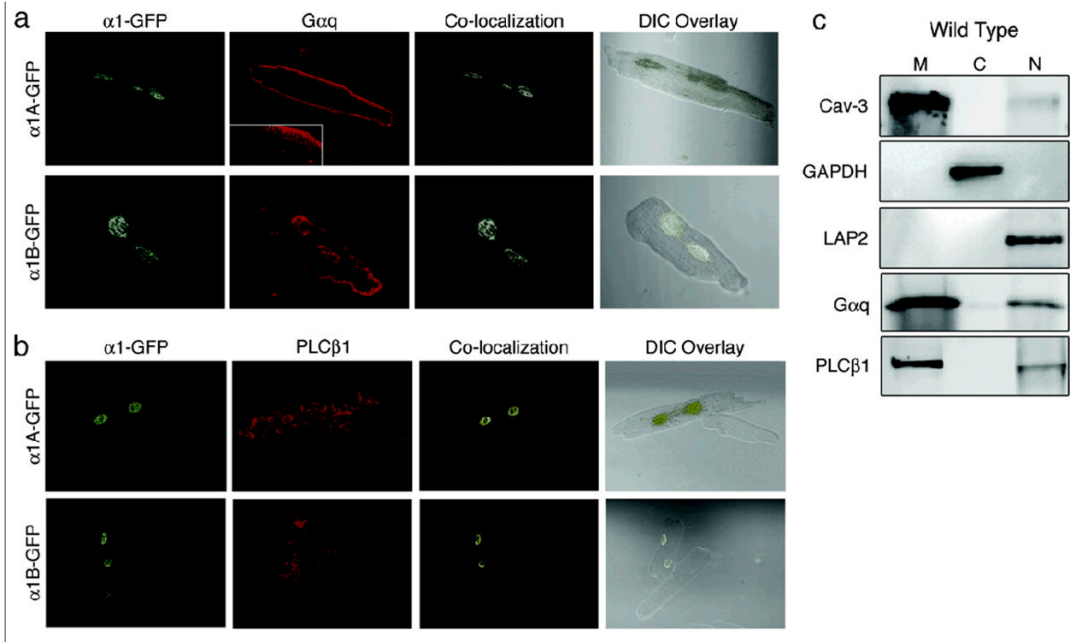 a
α1-GFP Gαq Co-localization DIC Overlay
α1A-GFP
α1B-GFP
b
α1-GFP PLCβ1 Co-localization DIC Overlay
α1A-GFP
α1B-GFP
c
Wild Type
M C N
Cav-3
GAPDH
LAP2
Gαq
PLCβ1